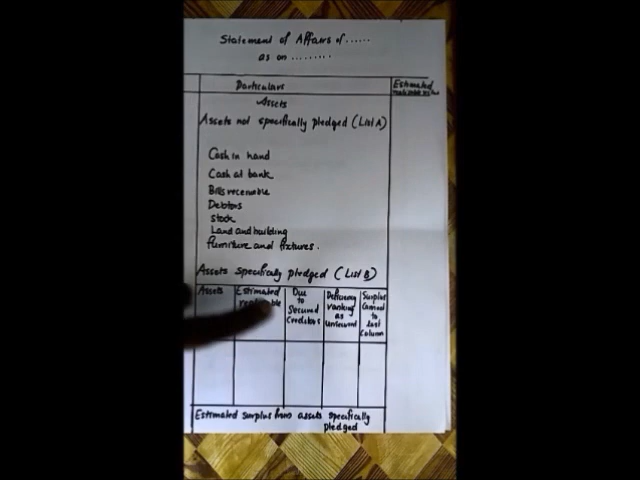 Statement of Affairs of ......
as on .........
Particulars
Estimated
Assets
Assets not specifically pledged (List A)
Cash in hand
Cash at bank
Bills receivable
Debtors
stock
Land and building
furniture and fixtures.
Assets specifically pledged (List B)
Assets
Estimated
Due
to
Secured
Creditors
Deficiency
ranking
as
unsecured
Surplus
Carried
to
last
Column
Estimated surplus from assets specifically
pledged